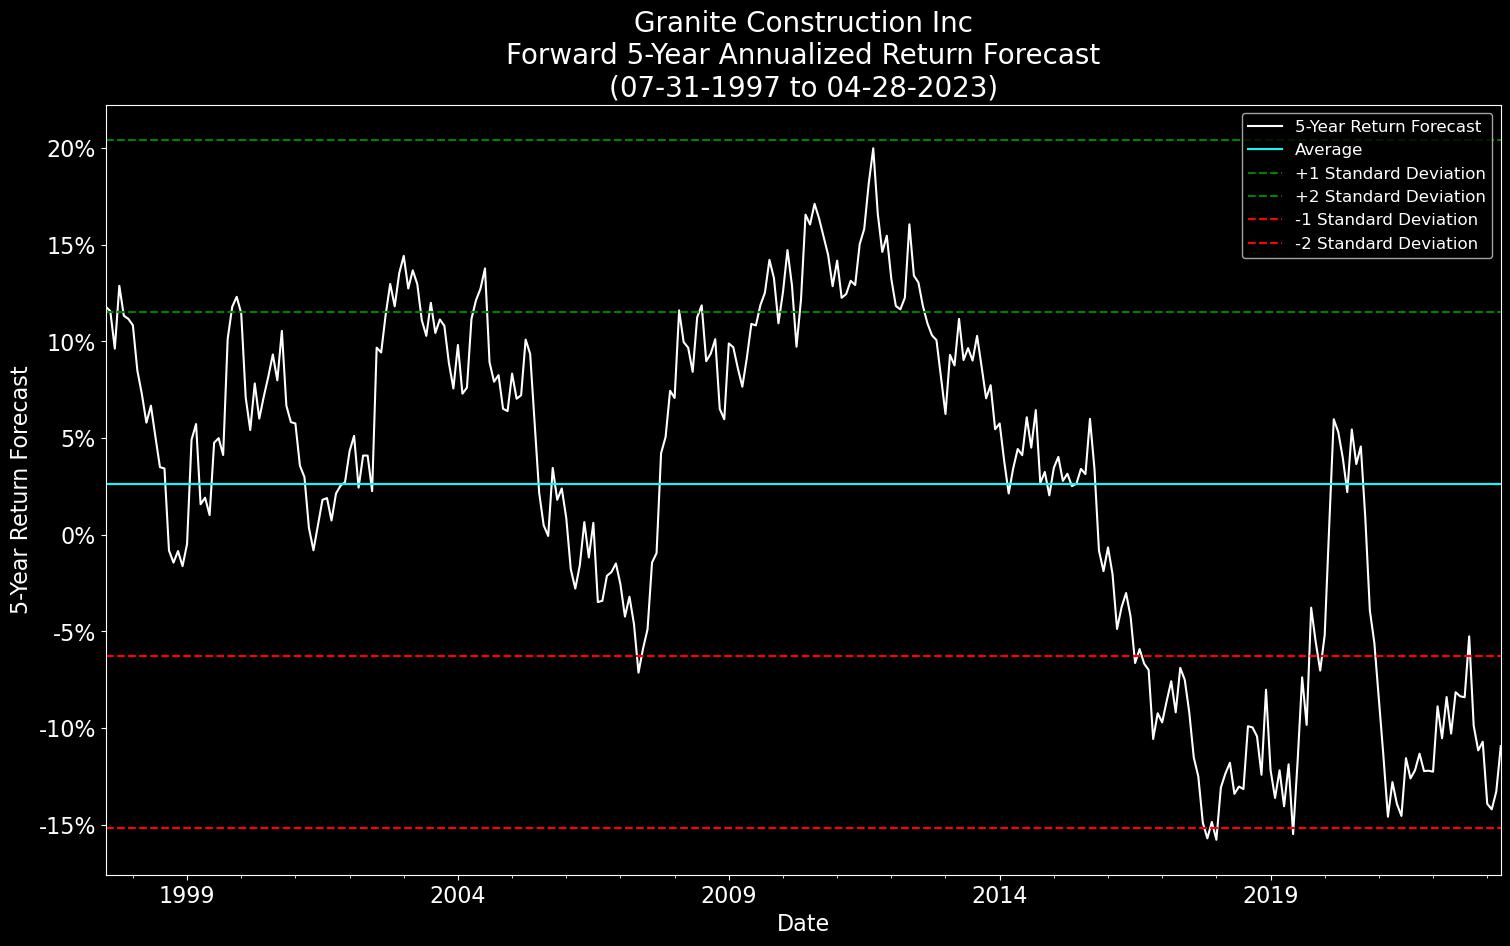 Granite Construction Inc
Forward 5-Year Annualized Return Forecast
(07-31-1997 to 04-28-2023)
5-Year Return Forecast
20%
15%
10%
5%
0%
-5%
-10%
-15%
5-Year Return Forecast
Average
+1 Standard Deviation
+2 Standard Deviation
-1 Standard Deviation
-2 Standard Deviation
1999 2004 2009 2014 2019
Date